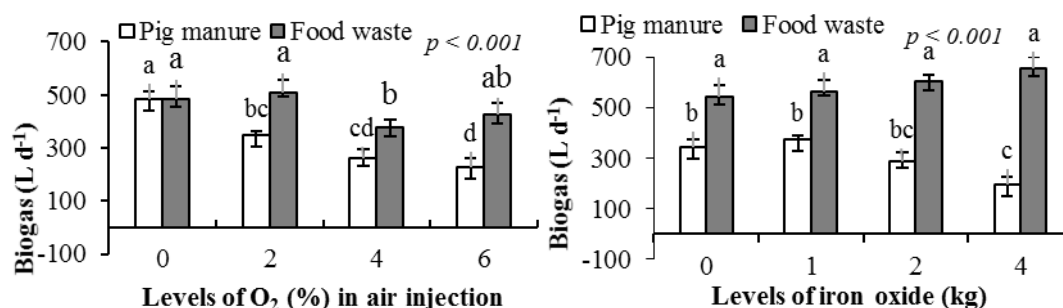 Pig manure Food waste
p < 0.001
700
500
300
100
-100
Biogas (L d-1)
a a bc a cd b d ab
0 2 4 6
Levels of O2 (%) in air injection
Pig manure Food waste
p < 0.001
700
500
300
100
-100
Biogas (L d-1)
b a b a bc a c a
0 1 2 4
Levels of iron oxide (kg)